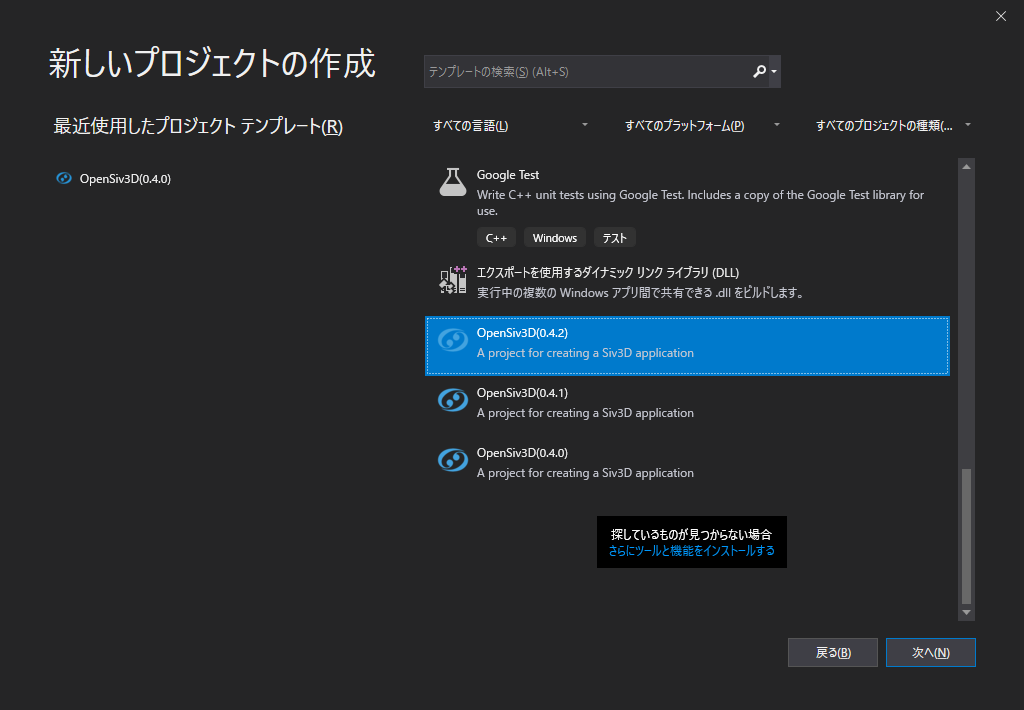 新しいプロジェクトの作成
テンプレートの検索(S) (Alt+S)
最近使用したプロジェクト テンプレート(R)
すべての言語(L)
すべてのプラットフォーム(P)
すべてのプロジェクトの種類(...
OpenSiv3D(0.4.0)
Google Test
Write C++ unit tests using Google Test. Includes a copy of the Google Test library for
use.
C++
Windows
テスト
エクスポートを使用するダイナミック リンク ライブラリ (DLL)
実行中の複数の Windows アプリ間で共有できる .dll をビルドします。
OpenSiv3D(0.4.2)
A project for creating a Siv3D application
OpenSiv3D(0.4.1)
A project for creating a Siv3D application
OpenSiv3D(0.4.0)
A project for creating a Siv3D application
探しているものが見つからない場合
さらにツールと機能をインストールする
戻る(B)
次へ(N)